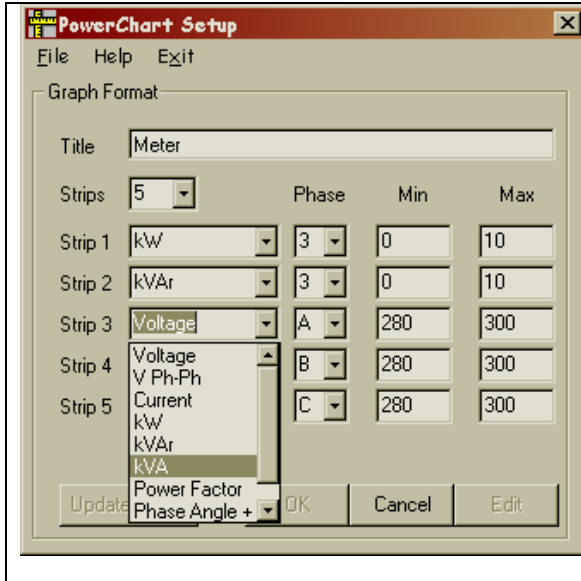 PowerChart Setup
File Help Exit
Graph Format
Title Meter
Strips 5 Phase Min Max
Strip 1 kW 3 0 10
Strip 2 kVAr 3 0 10
Strip 3 Voltage A 280 300
Strip 4 B 280 300
Strip 5 C 280 300
Voltage
V Ph-Ph
Current
kW
kVAr
kVA
Power Factor
Phase Angle +
Update OK Cancel Edit